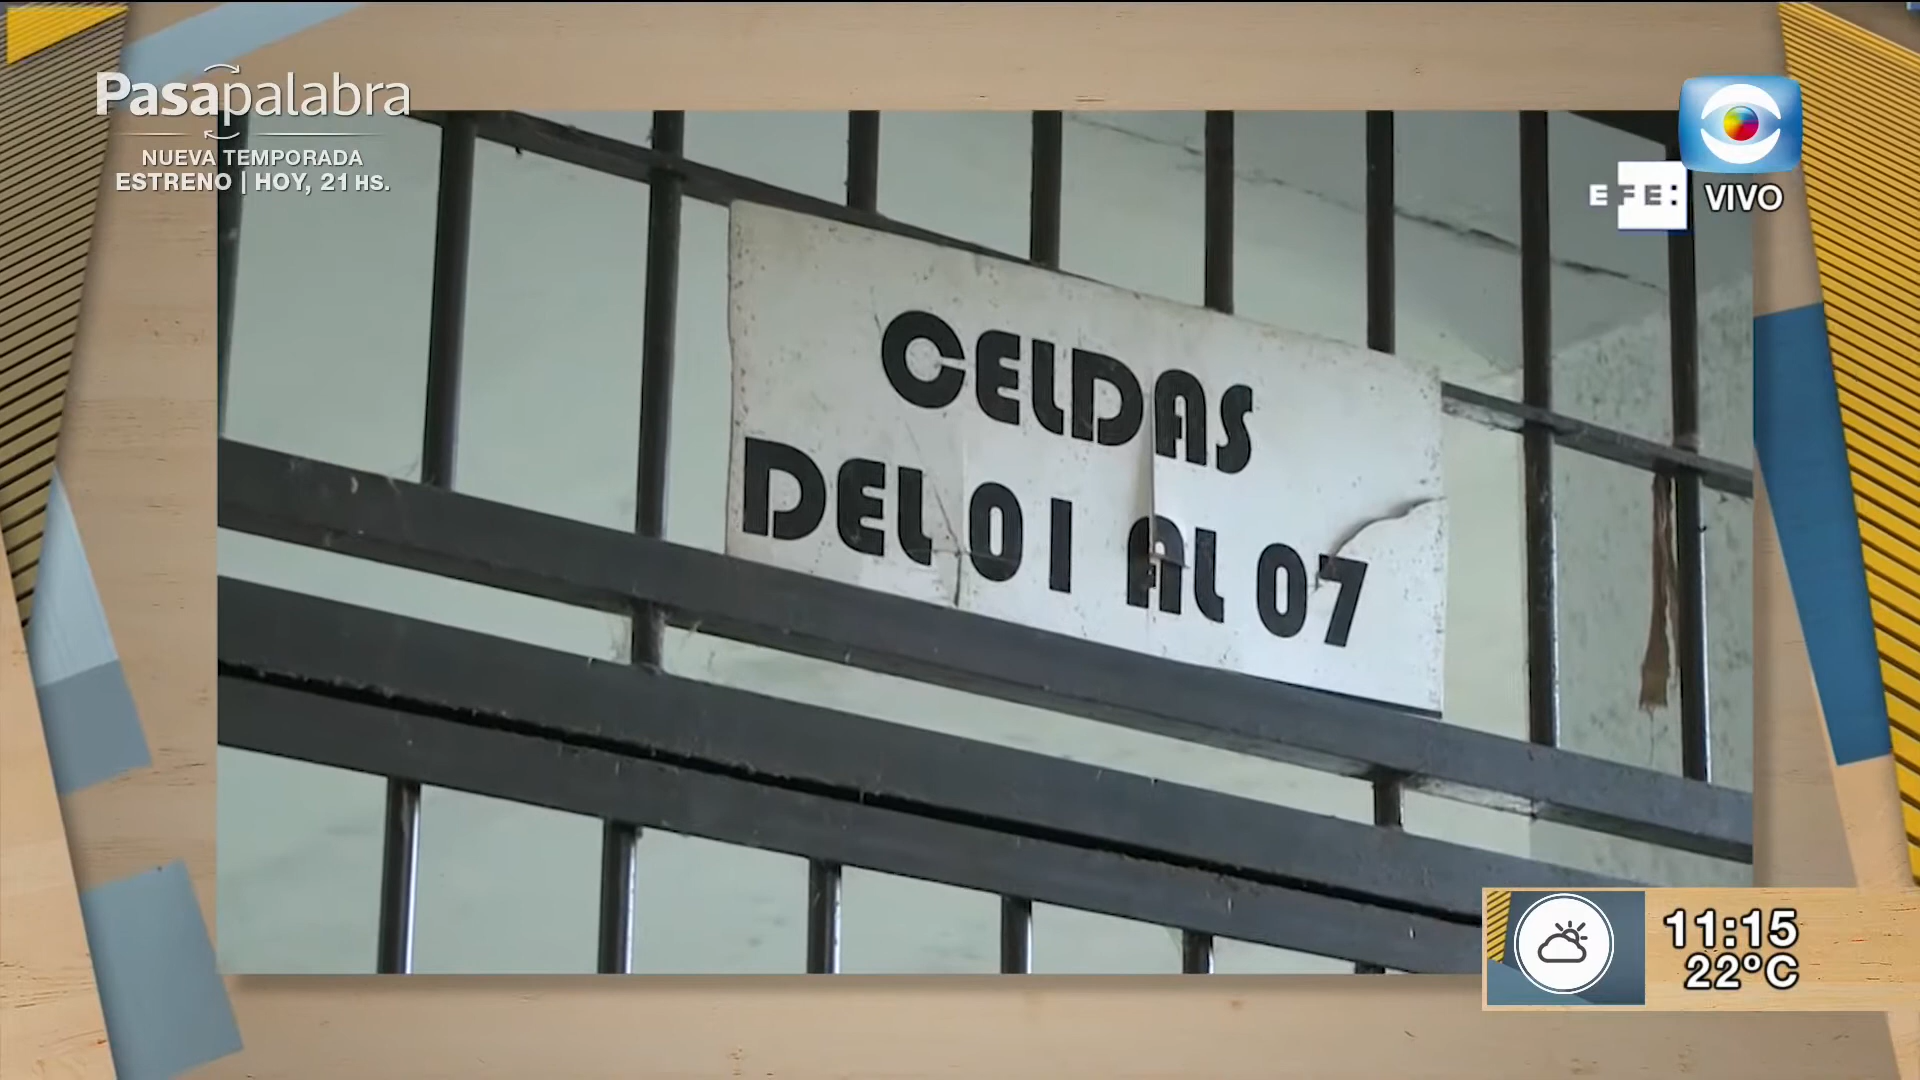 Pasapalabra
NUEVA TEMPORADA
ESTRENO | HOY, 21 HS.
EFE:
VIVO
CELDAS
DEL 01 AL 07
11:15
22°C